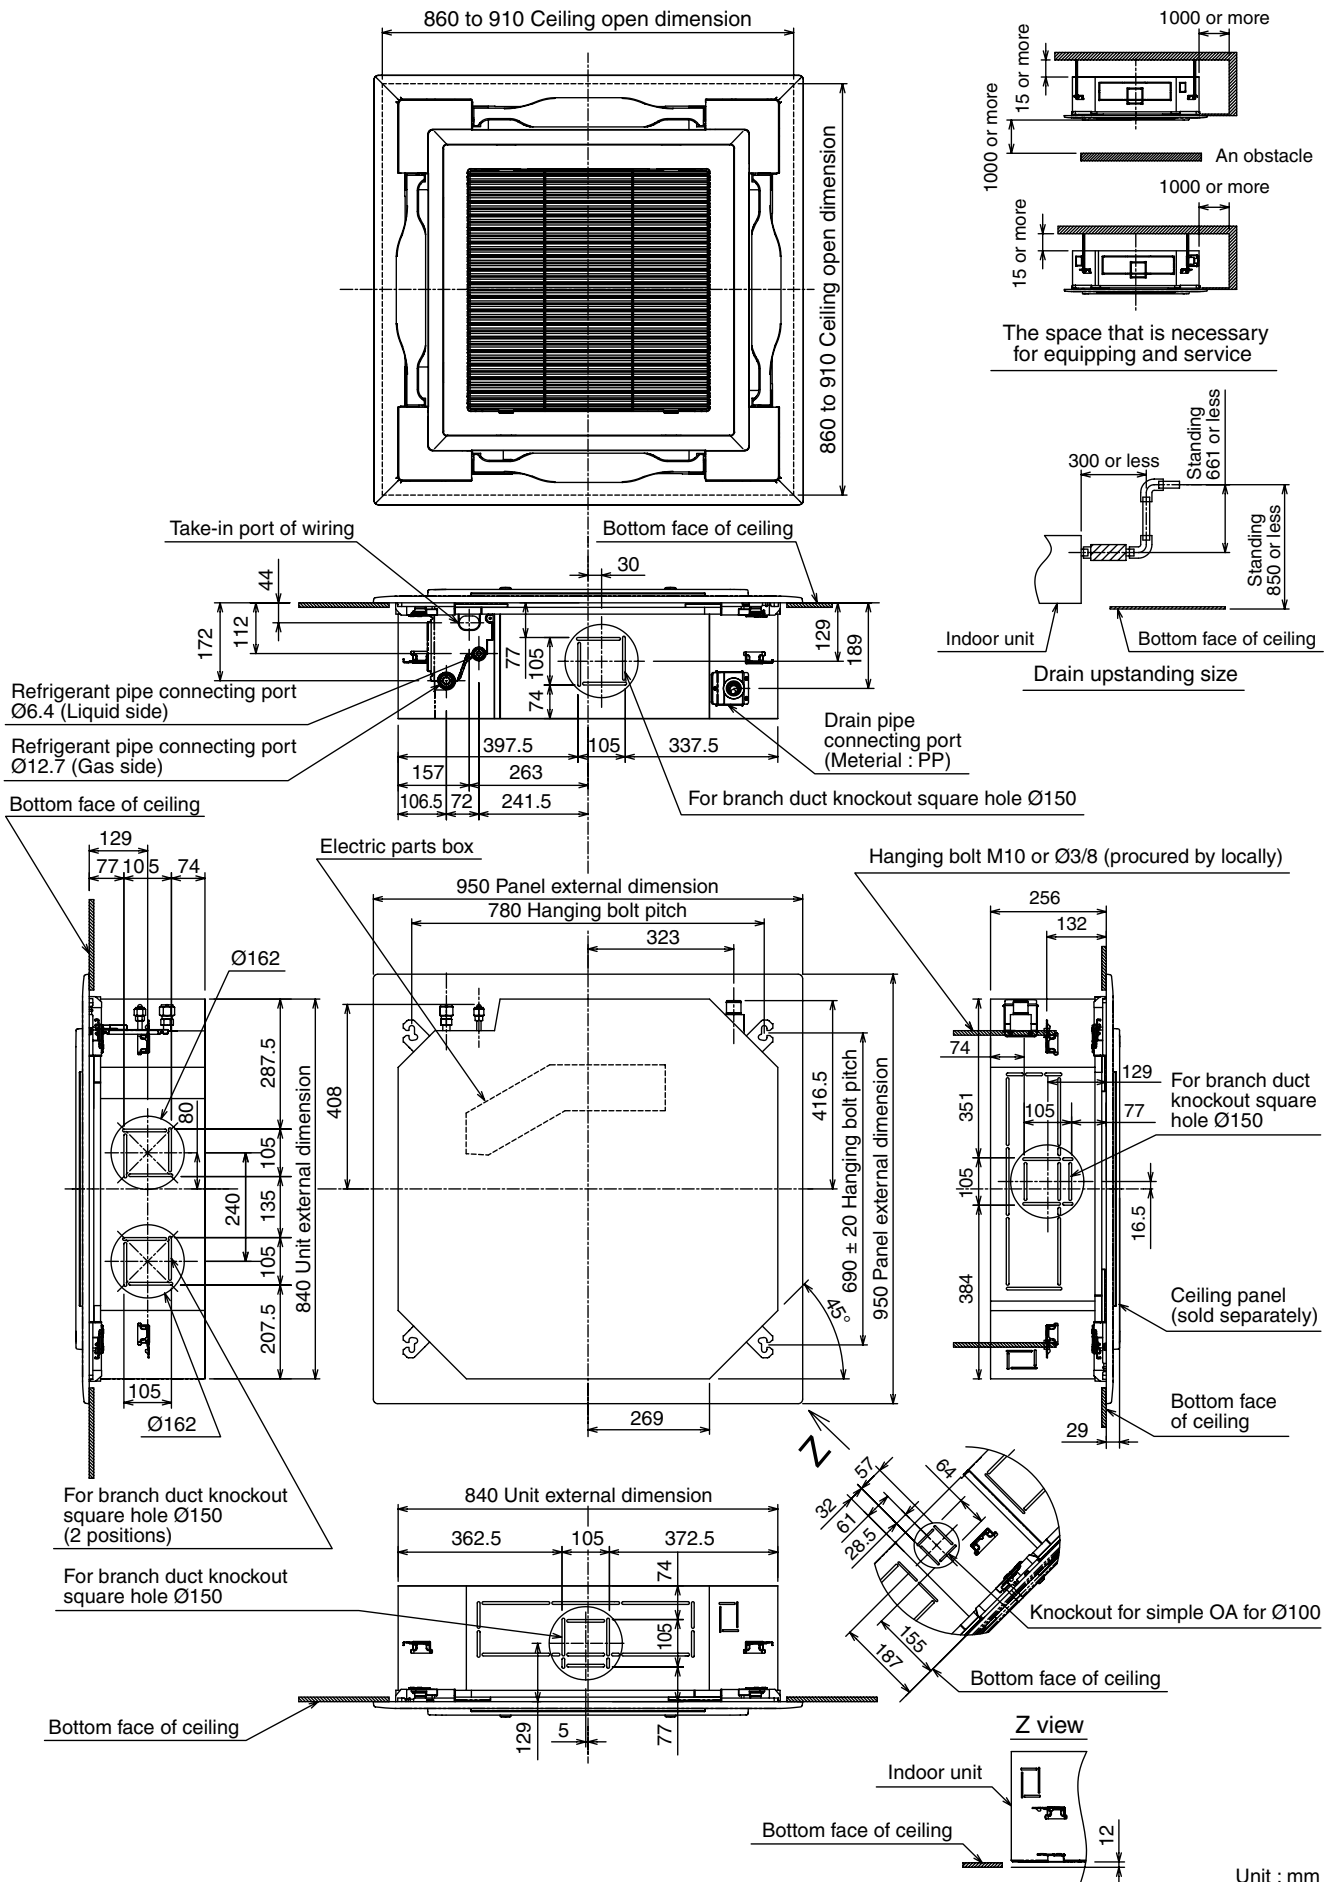 860 to 910 Ceiling open dimension
860 to 910 Ceiling open dimension
1000 or more
15 or more
1000 or more
An obstacle
1000 or more
15 or more
The space that is necessary
for equipping and service
300 or less
Standing
661 or less
Standing
850 or less
Indoor unit
Bottom face of ceiling
Drain upstanding size
Take-in port of wiring
Bottom face of ceiling
30
44
112
172
77
105
74
129
189
Refrigerant pipe connecting port
Ø6.4 (Liquid side)
Refrigerant pipe connecting port
Ø12.7 (Gas side)
Drain pipe
connecting port
(Meterial : PP)
397.5
105
337.5
157
263
106.5
72
241.5
For branch duct knockout square hole Ø150
Bottom face of ceiling
129
77
105
74
Ø162
287.5
80
105
240
135
105
207.5
840 Unit external dimension
105
Ø162
For branch duct knockout
square hole Ø150
(2 positions)
For branch duct knockout
square hole Ø150
Electric parts box
950 Panel external dimension
780 Hanging bolt pitch
323
408
416.5
690 ± 20 Hanging bolt pitch
950 Panel external dimension
45°
269
Hanging bolt M10 or Ø3/8 (procured by locally)
256
132
74
129
351
105
77
105
16.5
384
For branch duct
knockout square
hole Ø150
Ceiling panel
(sold separately)
Bottom face
of ceiling
29
840 Unit external dimension
362.5
105
372.5
74
105
129
5
77
Bottom face of ceiling
Z
57
64
32
61
28.5
155
187
Knockout for simple OA for Ø100
Bottom face of ceiling
Z view
Indoor unit
Bottom face of ceiling
12
Unit : mm